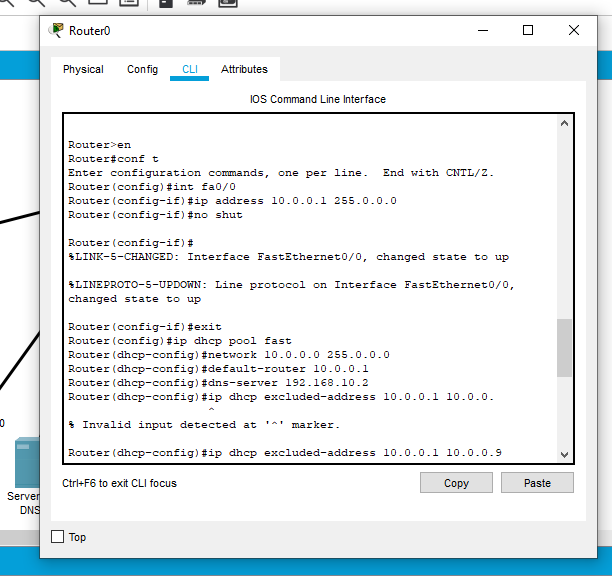 Router0
Physical Config CLI Attributes
IOS Command Line Interface
Router>en
Router#conf t
Enter configuration commands, one per line.  End with CNTL/Z.
Router(config)#int fa0/0
Router(config-if)#ip address 10.0.0.1 255.0.0.0
Router(config-if)#no shut
Router(config-if)#
%LINK-5-CHANGED: Interface FastEthernet0/0, changed state to up
%LINEPROTO-5-UPDOWN: Line protocol on Interface FastEthernet0/0,
changed state to up
Router(config-if)#exit
Router(config)#ip dhcp pool fast
Router(dhcp-config)#network 10.0.0.0 255.0.0.0
Router(dhcp-config)#default-router 10.0.0.1
Router(dhcp-config)#dns-server 192.168.10.2
Router(dhcp-config)#ip dhcp excluded-address 10.0.0.1 10.0.0.
^
% Invalid input detected at '^' marker.
Router(dhcp-config)#ip dhcp excluded-address 10.0.0.1 10.0.0.9
Ctrl+F6 to exit CLI focus
Copy Paste
Top
0
Server
DNS